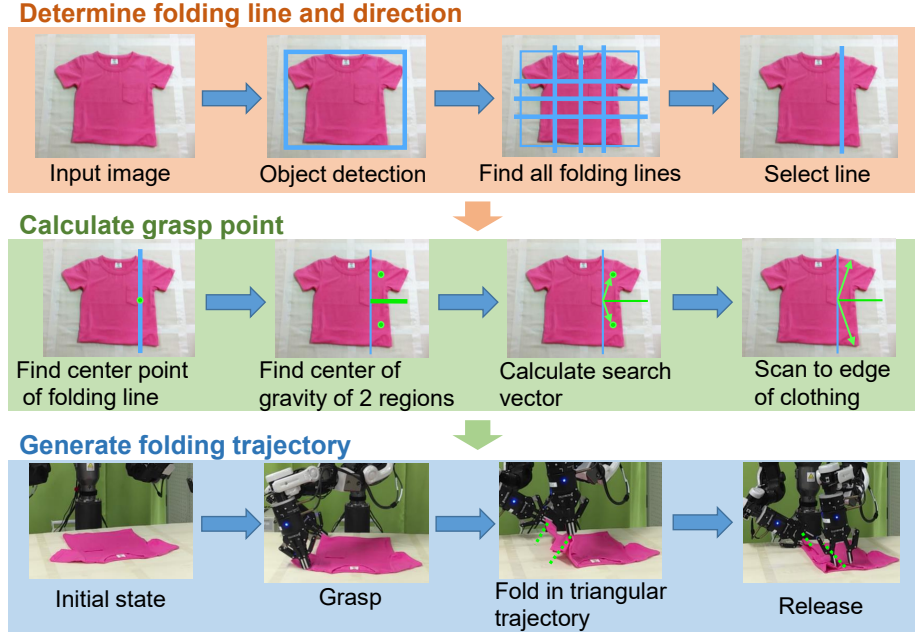 Determine folding line and direction
Input image
Object detection
Find all folding lines
Select line
Calculate grasp point
Find center point
of folding line
Find center of
gravity of 2 regions
Calculate search
vector
Scan to edge
of clothing
Generate folding trajectory
Initial state
Grasp
Fold in triangular
trajectory
Release